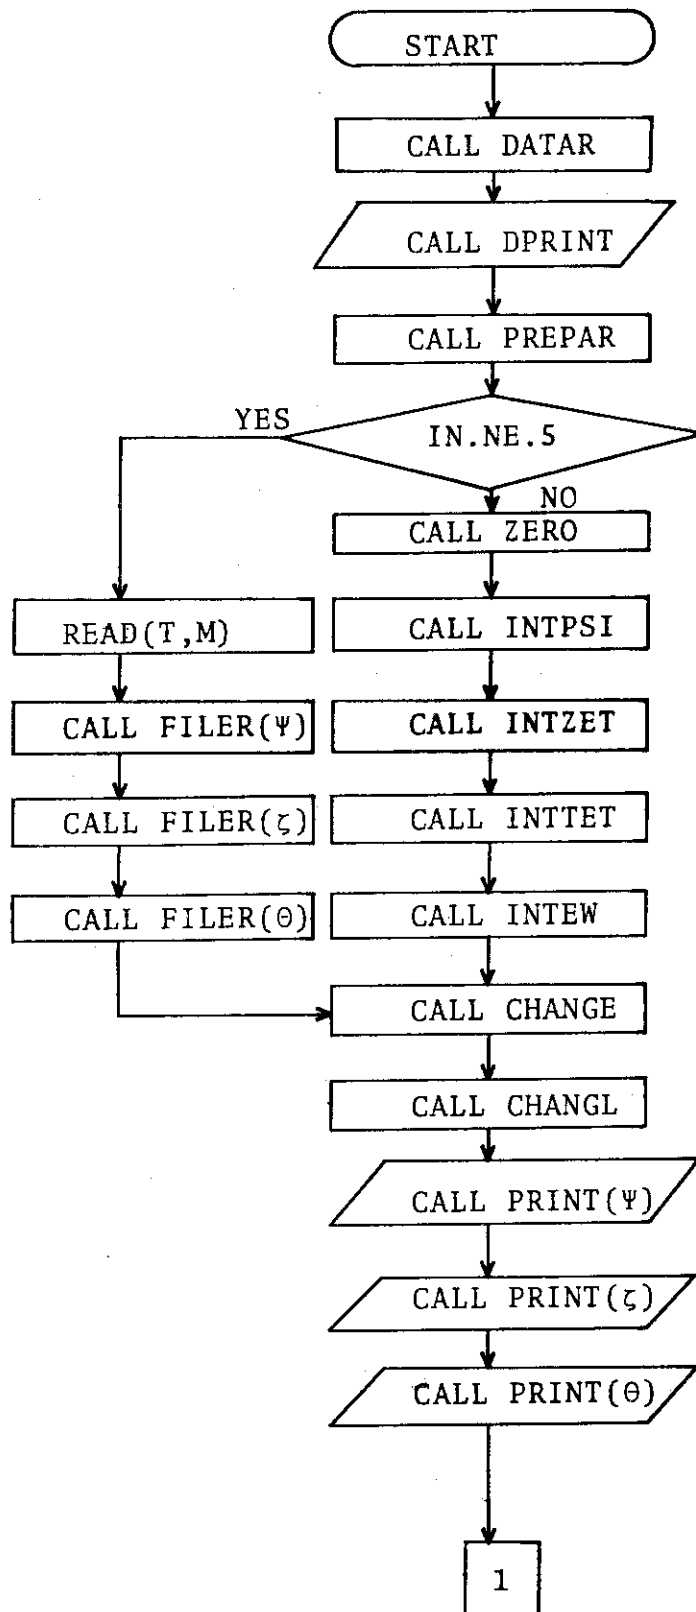 START
CALL DATAR
CALL DPRINT
CALL PREPAR
IN.NE.5
YES
NO
READ(T,M)
CALL FILER(Ψ)
CALL FILER(ζ)
CALL FILER(Θ)
CALL ZERO
CALL INTPSI
CALL INTZET
CALL INTTET
CALL INTEW
CALL CHANGE
CALL CHANGL
CALL PRINT(Ψ)
CALL PRINT(ζ)
CALL PRINT(Θ)
1